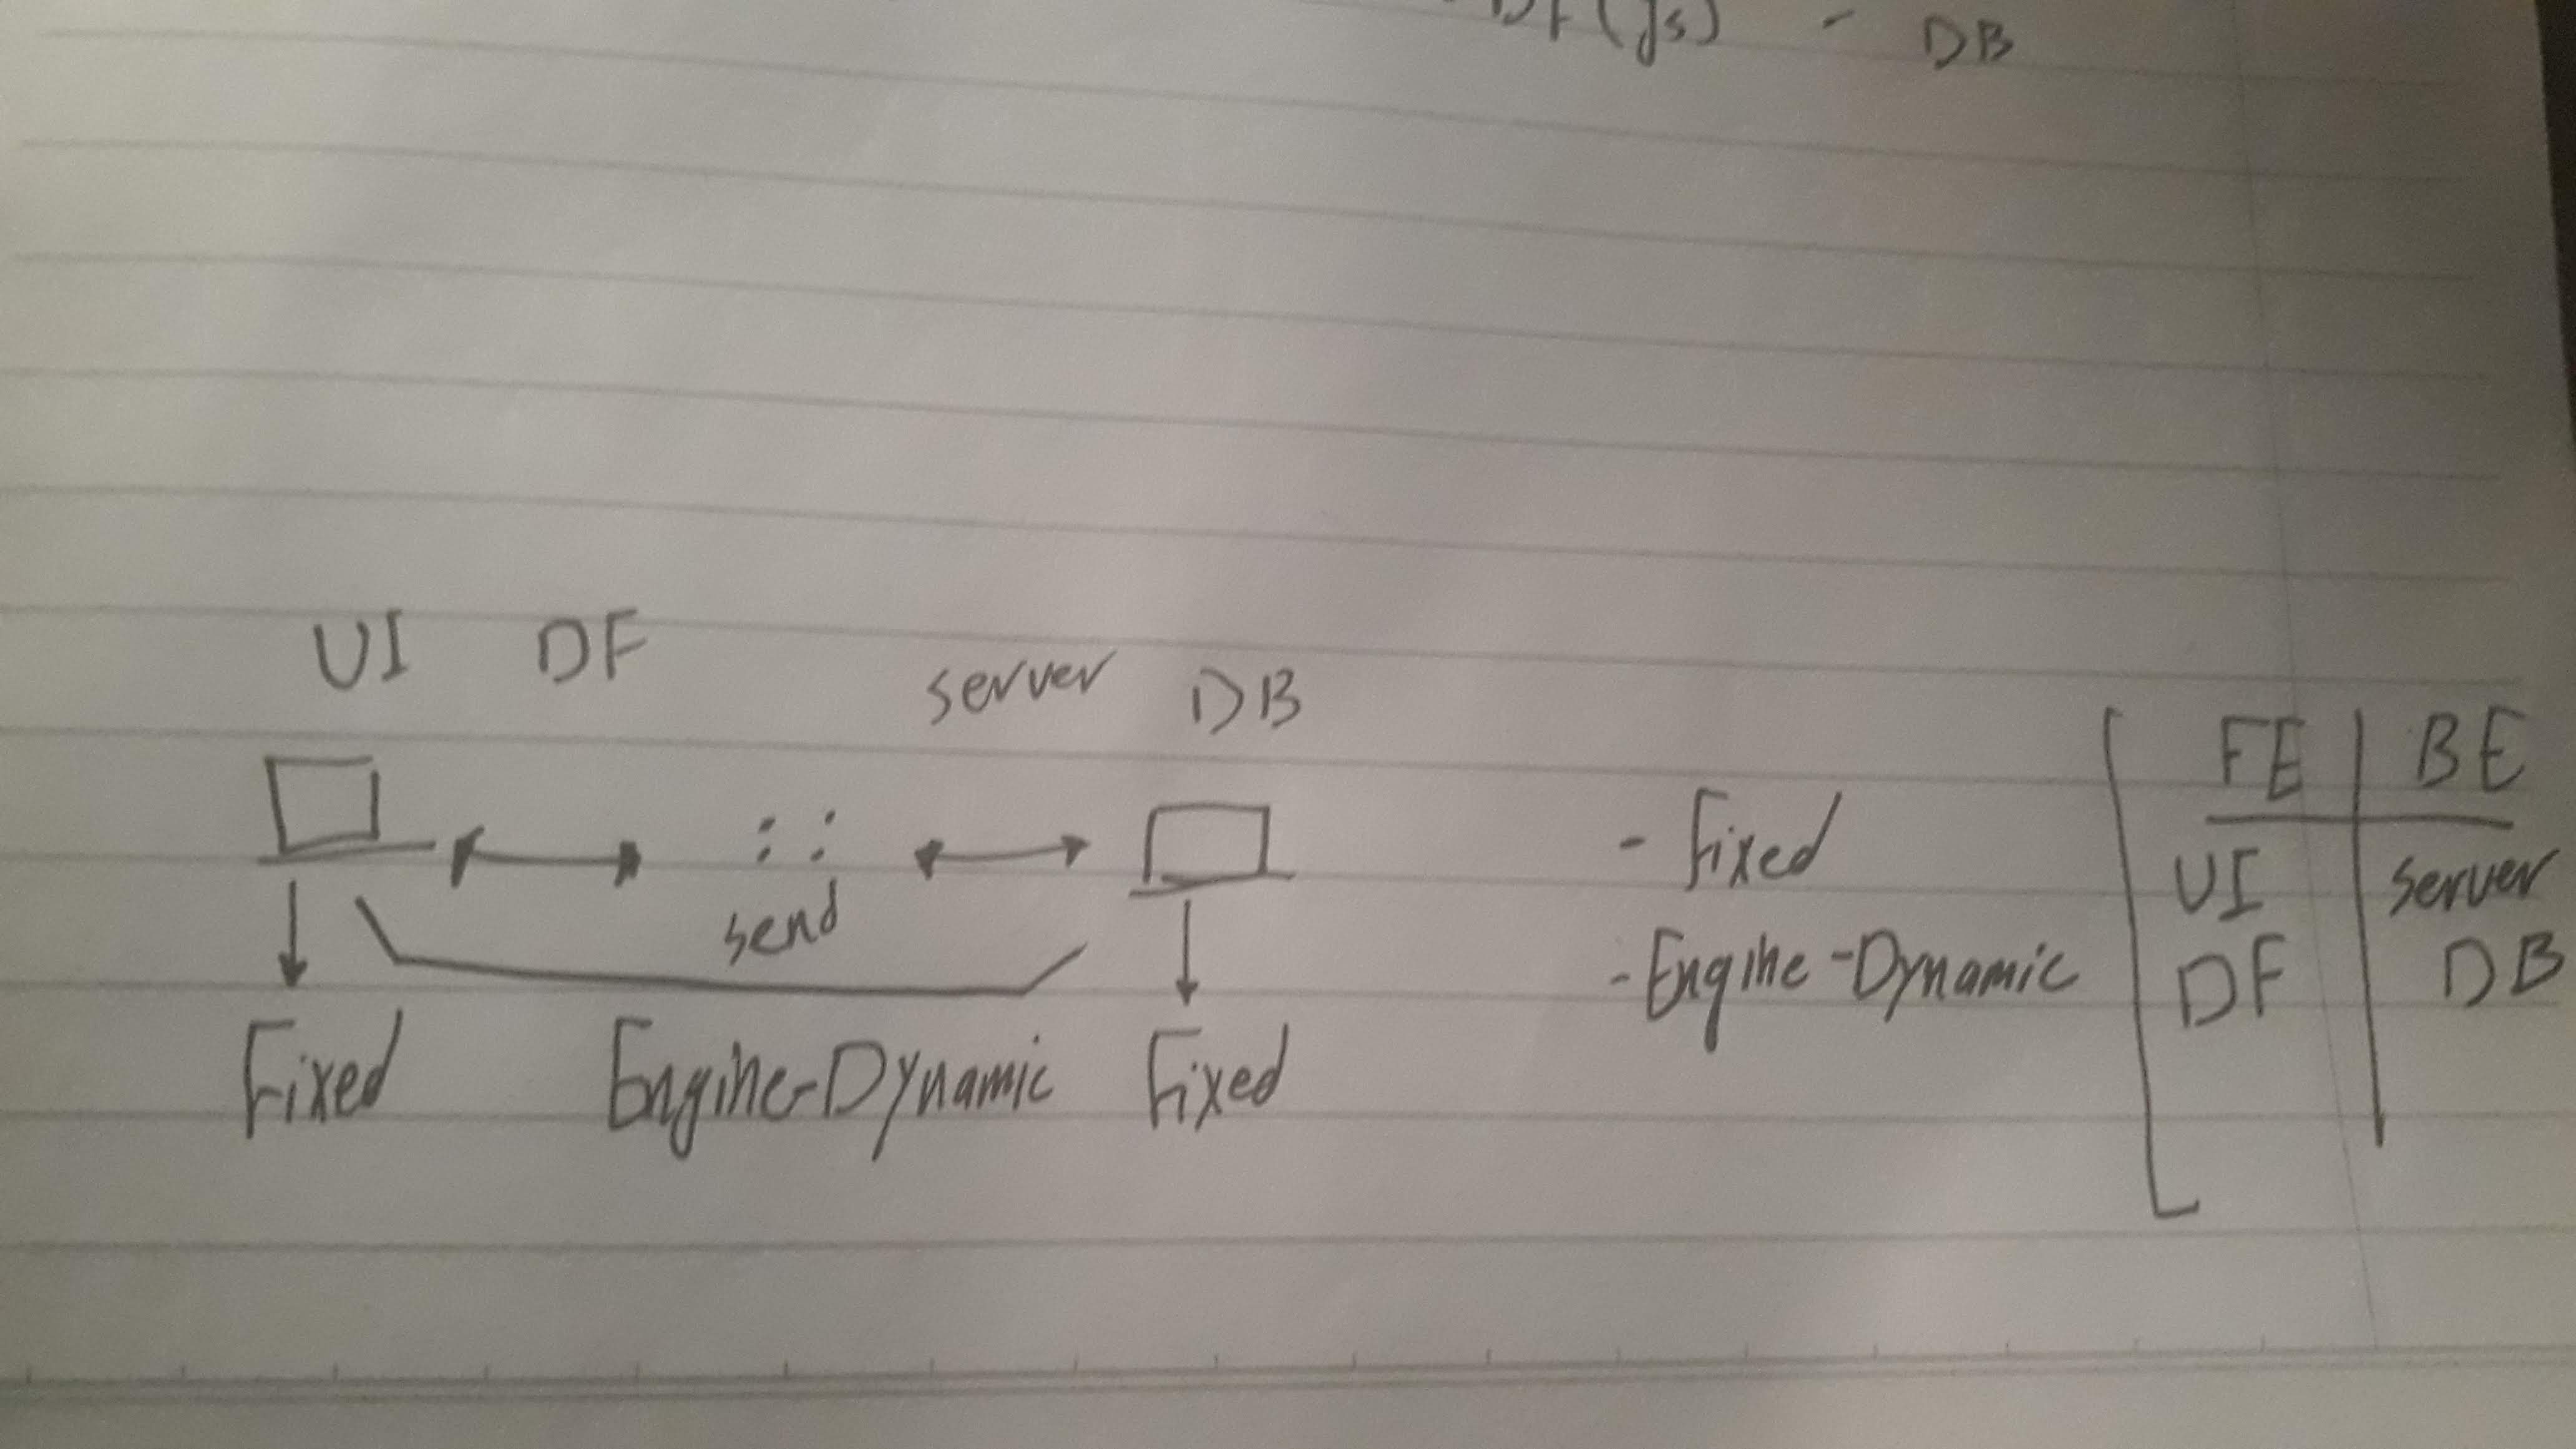 (js) - DB
UI DF server DB
send
Fixed Engine-Dynamic Fixed
- Fixed
- Engine-Dynamic
FE BE
UI server
DF DB